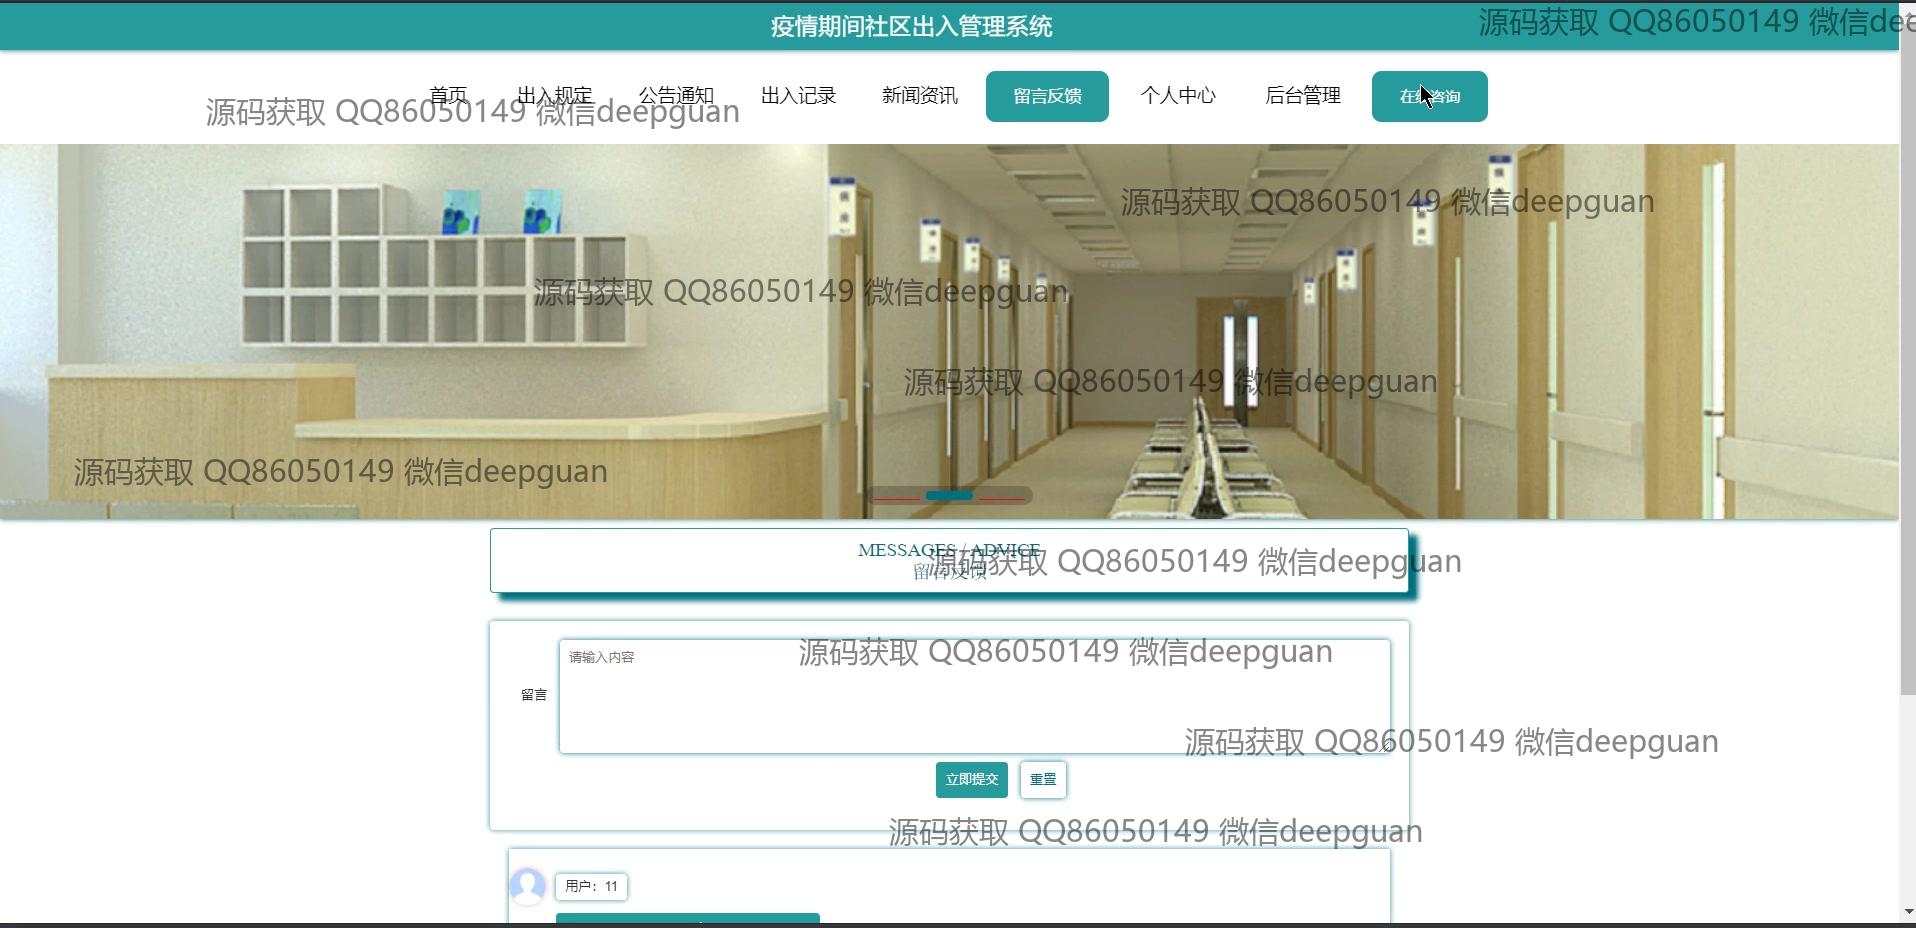 疫情期间社区出入管理系统
源码获取 QQ86050149 微信dee
首页
出入规定
公告通知
出入记录
新闻资讯
留言反馈
个人中心
后台管理
在线咨询
源码获取 QQ86050149 微信deepguan
源码获取 QQ86050149 微信deepguan
源码获取 QQ86050149 微信deepguan
源码获取 QQ86050149 微信deepguan
源码获取 QQ86050149 微信deepguan
MESSAGES / ADVICE
留言反馈
源码获取 QQ86050149 微信deepguan
源码获取 QQ86050149 微信deepguan
请输入内容
留言
源码获取 QQ86050149 微信deepguan
立即提交
重置
源码获取 QQ86050149 微信deepguan
用户：11